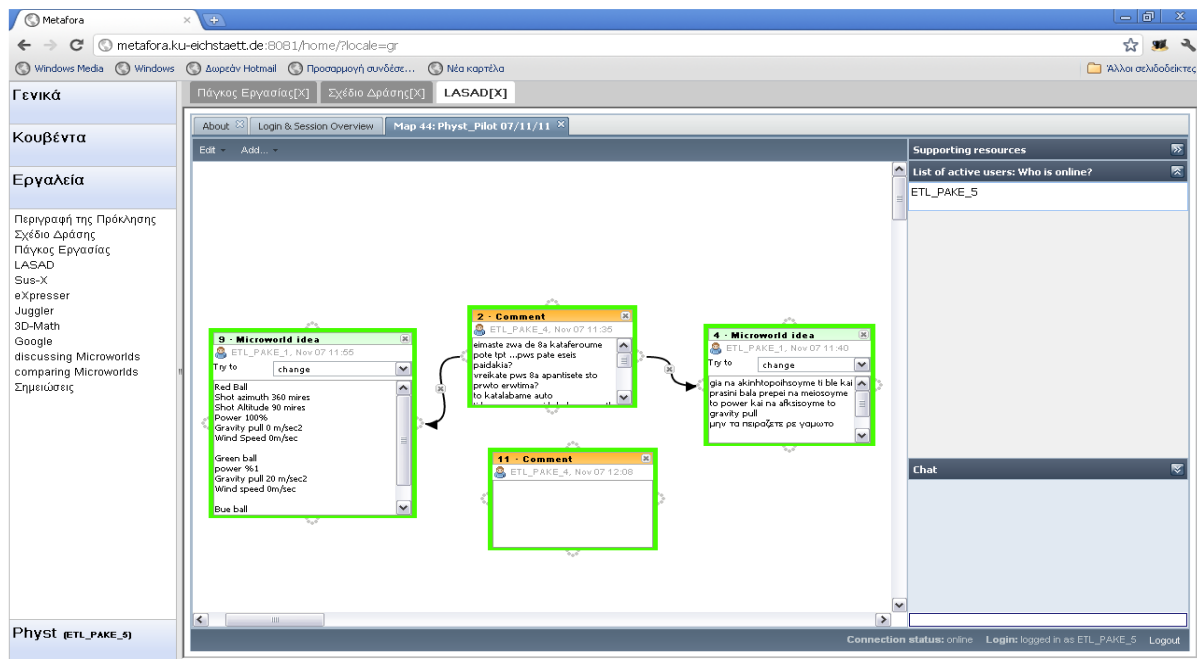 Metafora
metafora.ku-eichstaett.de:8081/home/?locale=gr
Windows Media Windows Δωρεάν Hotmail Προσαρμογή συνδέσε... Νέα καρτέλα Άλλοι σελιδοδείκτες
Γενικά
Κουβέντα
Εργαλεία
Περιγραφή της Πρόκλησης
Σχέδιο Δράσης
Πάγκος Εργασίας
LASAD
Sus-X
eXpresser
Juggler
3D-Math
Google
discussing Microworlds
comparing Microworlds
Σημειώσεις
Physt (ETL_PAKE_5)
Πάγκος Εργασίας[X] Σχέδιο Δράσης[X] LASAD[X]
About Login & Session Overview Map 44: Physt_Pilot 07/11/11
Edit Add...
9 - Microworld idea
ETL_PAKE_1, Nov 07 11:55
Try to change
Red Ball
Shot azimuth 360 mires
Shot Altitude 90 mires
Power 100%
Gravity pull 0 m/sec2
Wind Speed 0m/sec
Green ball
power %1
Gravity pull 20 m/sec2
Wind speed 0m/sec
Bue ball
2 - Comment
ETL_PAKE_4, Nov 07 11:35
eimaste zwa de 8a kataferoume
pote tpt ...pws pate eseis
paidakia?
vreikate pws 8a apantisete sto
prwto erwtima?
to katalabame auto
11 - Comment
ETL_PAKE_4, Nov 07 12:08
4 - Microworld idea
ETL_PAKE_1, Nov 07 11:40
Try to change
gia na akinhtopoihsoyme ti ble kai
prasini bala prepei na meiosoyme
to power kai na afksisoyme to
gravity pull
μην τα πειραζετε ρε γαμωτο
Supporting resources
List of active users: Who is online?
ETL_PAKE_5
Chat
Connection status: online Login: logged in as ETL_PAKE_5 Logout